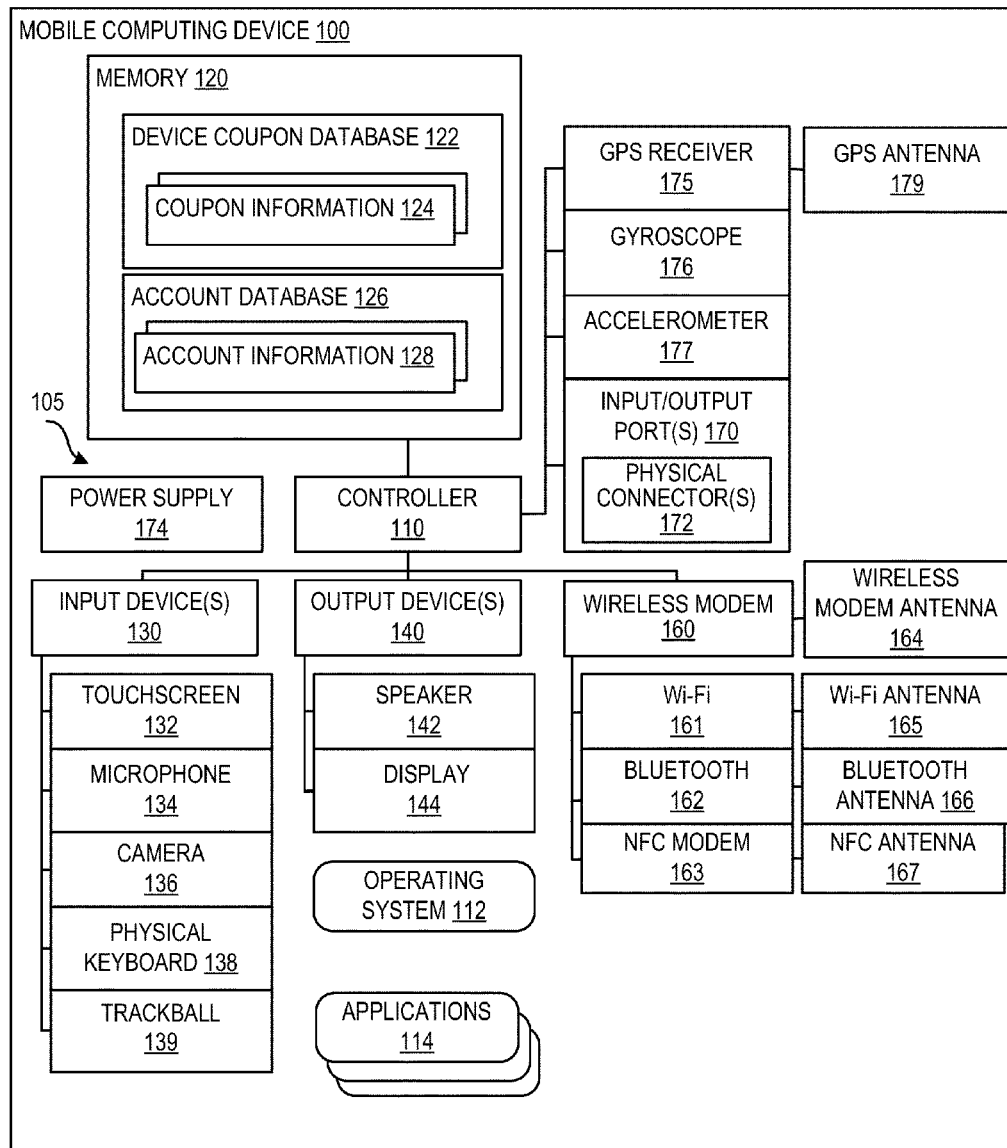 MOBILE COMPUTING DEVICE 100
MEMORY 120
DEVICE COUPON DATABASE 122
COUPON INFORMATION 124
ACCOUNT DATABASE 126
ACCOUNT INFORMATION 128
GPS RECEIVER
175
GPS ANTENNA
179
GYROSCOPE
176
ACCELEROMETER
177
INPUT/OUTPUT
PORT(S) 170
PHYSICAL
CONNECTOR(S)
172
105
POWER SUPPLY
174
CONTROLLER
110
INPUT DEVICE(S)
130
OUTPUT DEVICE(S)
140
WIRELESS MODEM
160
WIRELESS
MODEM ANTENNA
164
TOUCHSCREEN
132
MICROPHONE
134
CAMERA
136
PHYSICAL
KEYBOARD 138
TRACKBALL
139
SPEAKER
142
DISPLAY
144
OPERATING
SYSTEM 112
APPLICATIONS
114
Wi-Fi
161
Wi-Fi ANTENNA
165
BLUETOOTH
162
BLUETOOTH
ANTENNA 166
NFC MODEM
163
NFC ANTENNA
167